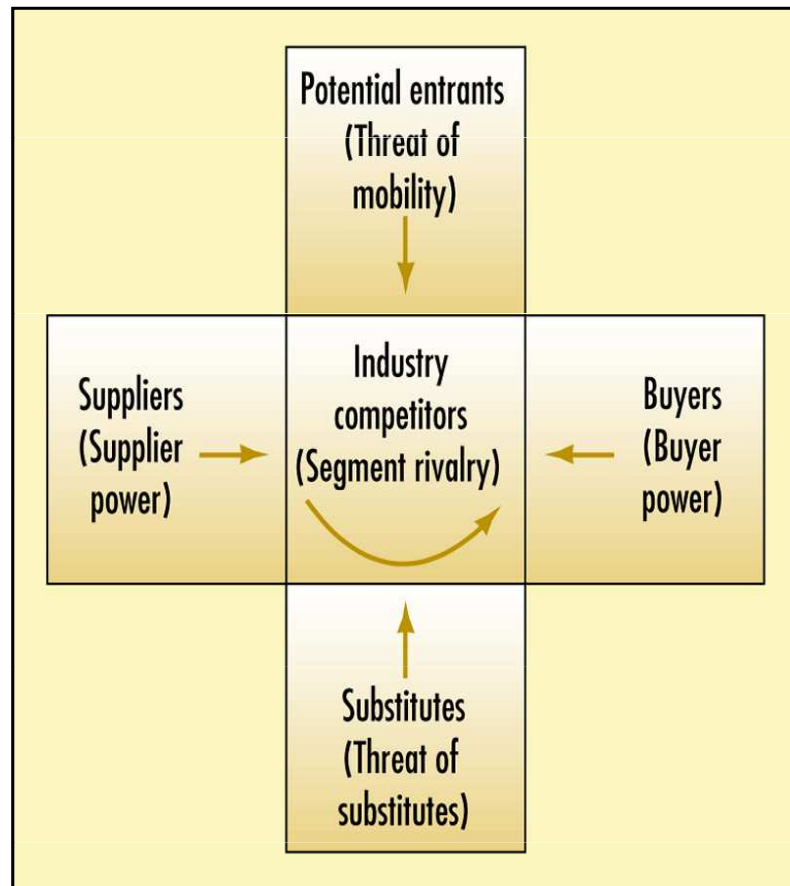 Potential entrants
(Threat of
mobility)
Suppliers
(Supplier
power)
Industry
competitors
(Segment rivalry)
Buyers
(Buyer
power)
Substitutes
(Threat of
substitutes)